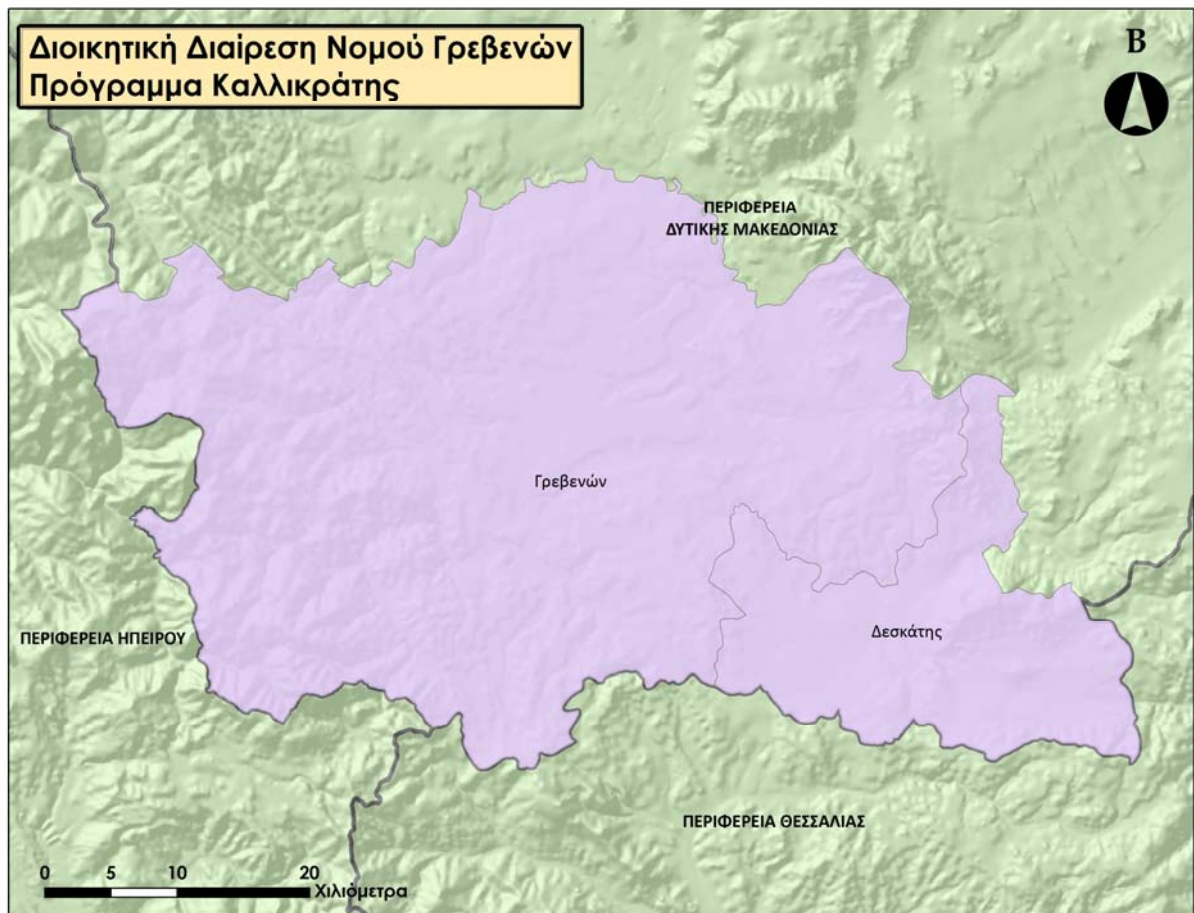 Διοικητική Διαίρεση Νομού Γρεβενών
Πρόγραμμα Καλλικράτης
Β
ΠΕΡΙΦΕΡΕΙΑ
ΔΥΤΙΚΗΣ ΜΑΚΕΔΟΝΙΑΣ
Γρεβενών
Δεσκάτης
ΠΕΡΙΦΕΡΕΙΑ ΗΠΕΙΡΟΥ
ΠΕΡΙΦΕΡΕΙΑ ΘΕΣΣΑΛΙΑΣ
0 5 10 20
Χιλιόμετρα